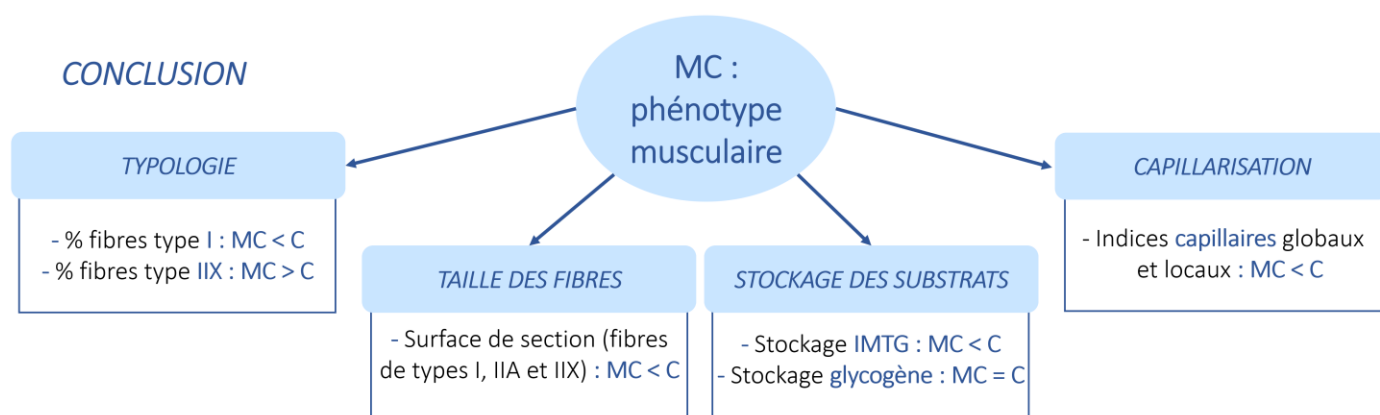 CONCLUSION
MC :
phénotype
musculaire
TYPOLOGIE
- % fibres type I : MC < C
- % fibres type IIX : MC > C
TAILLE DES FIBRES
- Surface de section (fibres
de types I, IIA et IIX) : MC < C
STOCKAGE DES SUBSTRATS
- Stockage IMTG : MC < C
- Stockage glycogène : MC = C
CAPILLARISATION
- Indices capillaires globaux
et locaux : MC < C